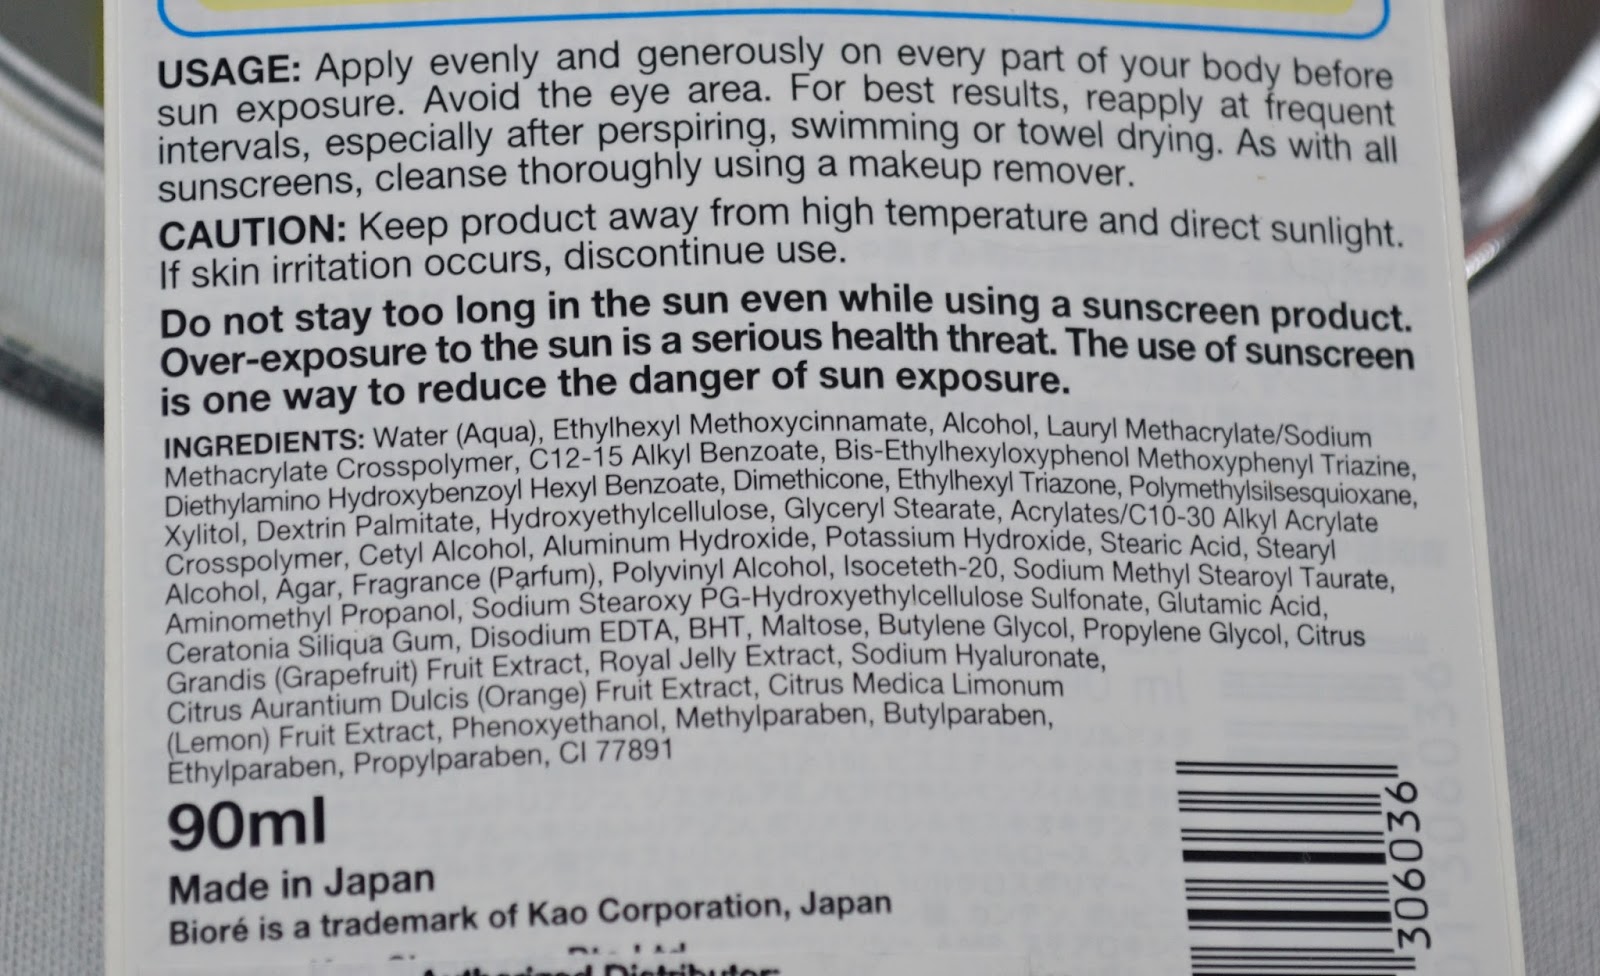 USAGE: Apply evenly and generously on every part of your body before
sun exposure. Avoid the eye area. For best results, reapply at frequent
intervals, especially after perspiring, swimming or towel drying. As with all
sunscreens, cleanse thoroughly using a makeup remover.
CAUTION: Keep product away from high temperature and direct sunlight.
If skin irritation occurs, discontinue use.
Do not stay too long in the sun even while using a sunscreen product.
Over-exposure to the sun is a serious health threat. The use of sunscreen
is one way to reduce the danger of sun exposure.
INGREDIENTS: Water (Aqua), Ethylhexyl Methoxycinnamate, Alcohol, Lauryl Methacrylate/Sodium
Methacrylate Crosspolymer, C12-15 Alkyl Benzoate, Bis-Ethylhexyloxyphenol Methoxyphenyl Triazine,
Diethylamino Hydroxybenzoyl Hexyl Benzoate, Dimethicone, Ethylhexyl Triazone, Polymethylsilsesquioxane,
Xylitol, Dextrin Palmitate, Hydroxyethylcellulose, Glyceryl Stearate, Acrylates/C10-30 Alkyl Acrylate
Crosspolymer, Cetyl Alcohol, Aluminum Hydroxide, Potassium Hydroxide, Stearic Acid, Stearyl
Alcohol, Agar, Fragrance (Parfum), Polyvinyl Alcohol, Isoceteth-20, Sodium Methyl Stearoyl Taurate,
Aminomethyl Propanol, Sodium Stearoxy PG-Hydroxyethylcellulose Sulfonate, Glutamic Acid,
Ceratonia Siliqua Gum, Disodium EDTA, BHT, Maltose, Butylene Glycol, Propylene Glycol, Citrus
Grandis (Grapefruit) Fruit Extract, Royal Jelly Extract, Sodium Hyaluronate,
Citrus Aurantium Dulcis (Orange) Fruit Extract, Citrus Medica Limonum
(Lemon) Fruit Extract, Phenoxyethanol, Methylparaben, Butylparaben,
Ethylparaben, Propylparaben, CI 77891
90ml
Made in Japan
Bioré is a trademark of Kao Corporation, Japan
Authorized Distributor:
306036